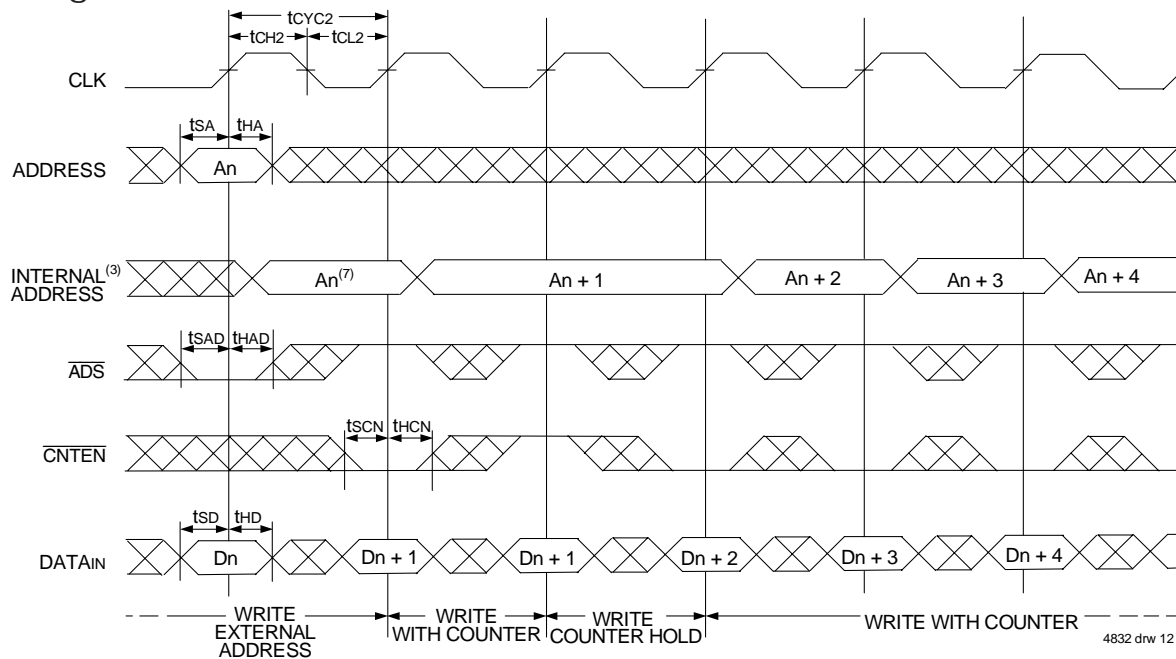 tCYC2
tCH2 tCL2
CLK
tSA tHA
ADDRESS An
INTERNAL(3)
ADDRESS
An(7) An + 1 An + 2 An + 3 An + 4
tSAD tHAD
ADS
tSCN tHCN
CNTEN
tSD tHD
DATAIN Dn Dn + 1 Dn + 1 Dn + 2 Dn + 3 Dn + 4
WRITE
EXTERNAL
ADDRESS
WRITE
WITH COUNTER
WRITE
COUNTER HOLD
WRITE WITH COUNTER
4832 drw 12